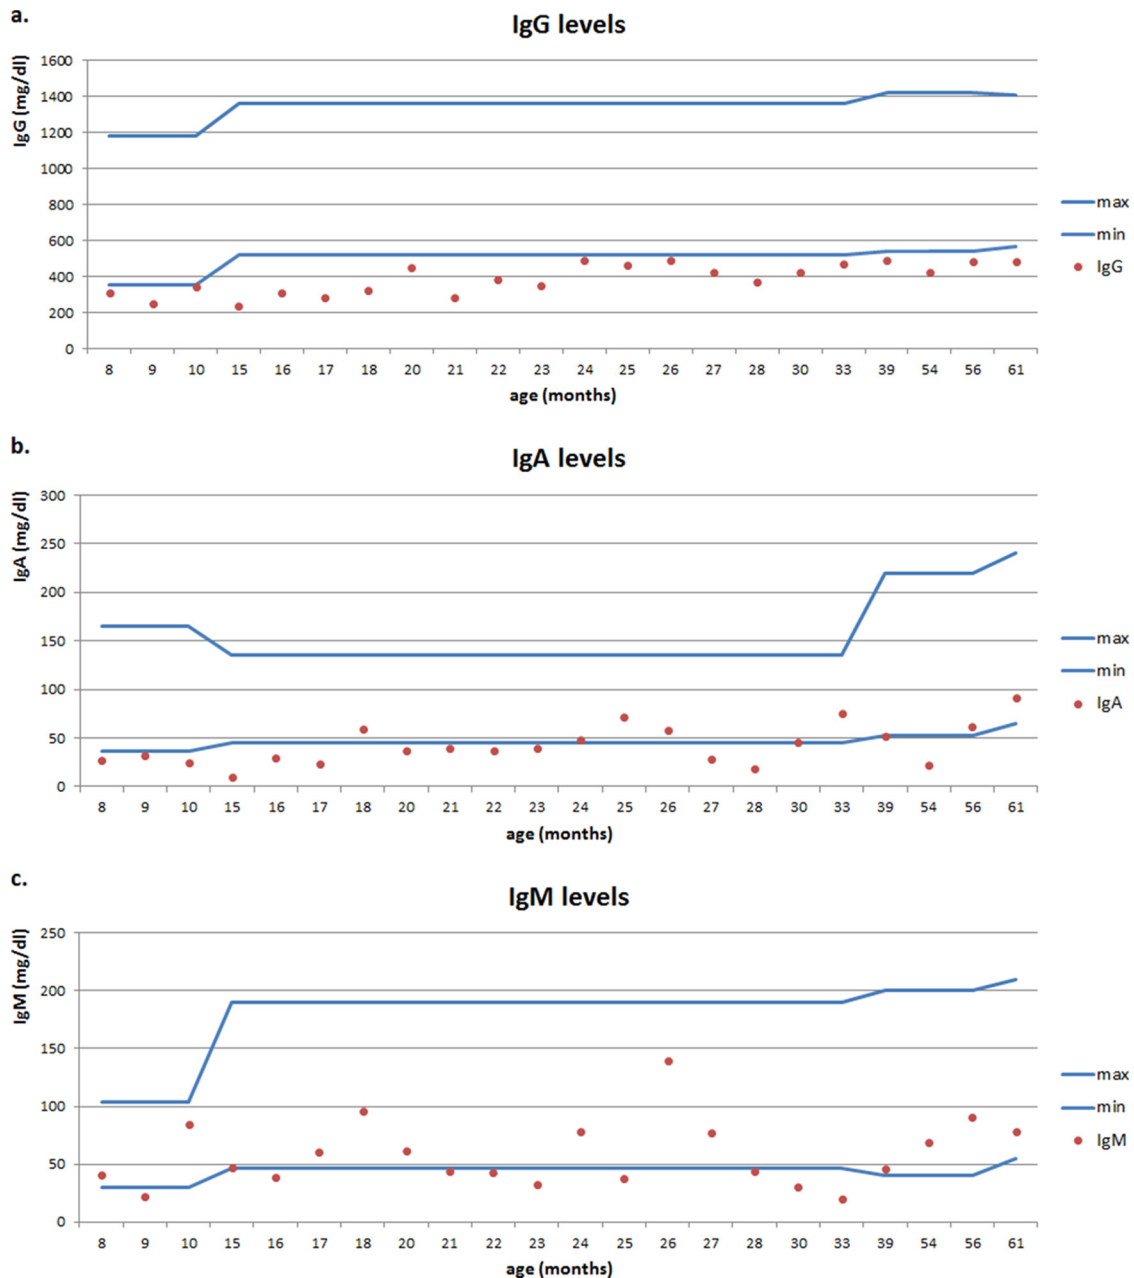 a.
IgG levels
IgG (mg/dl)
1600
1400
1200
1000
800
600
400
200
0
8 9 10 15 16 17 18 20 21 22 23 24 25 26 27 28 30 33 39 54 56 61
age (months)
max
min
IgG
b.
IgA levels
IgA (mg/dl)
300
250
200
150
100
50
0
8 9 10 15 16 17 18 20 21 22 23 24 25 26 27 28 30 33 39 54 56 61
age (months)
max
min
IgA
c.
IgM levels
IgM (mg/dl)
250
200
150
100
50
0
8 9 10 15 16 17 18 20 21 22 23 24 25 26 27 28 30 33 39 54 56 61
age (months)
max
min
IgM